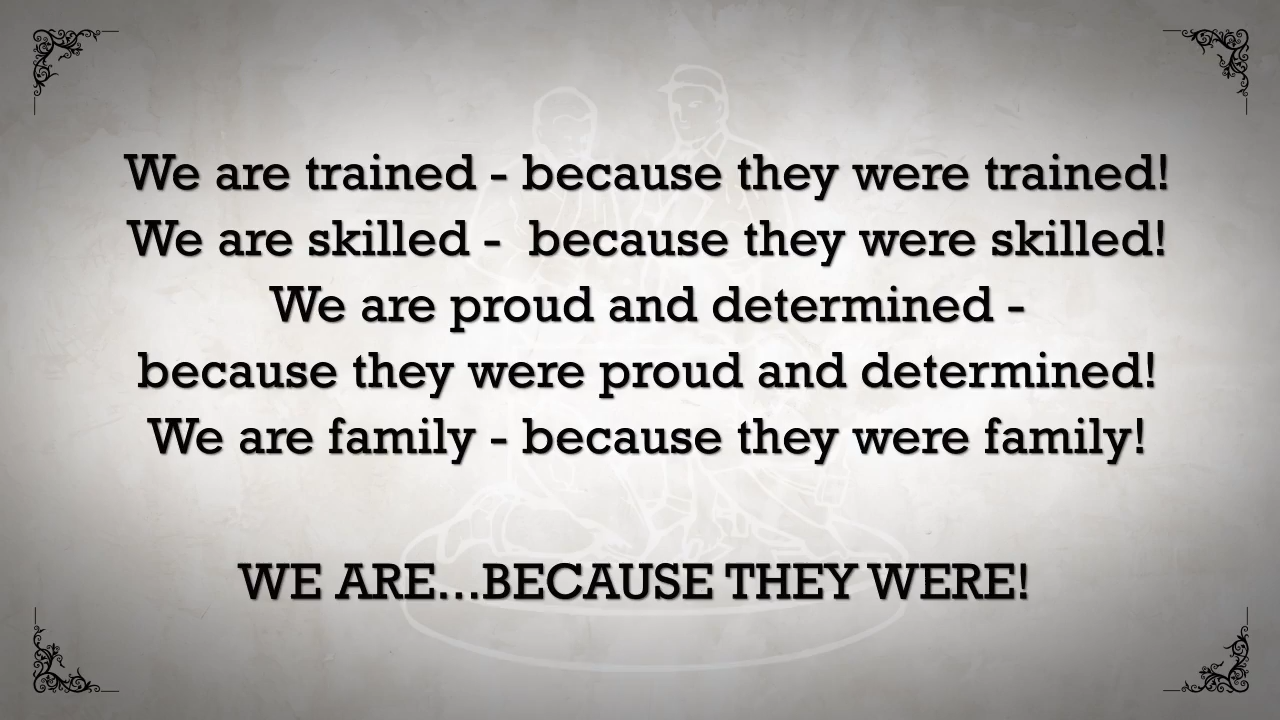 We are trained - because they were trained!
We are skilled -  because they were skilled!
We are proud and determined -
because they were proud and determined!
We are family - because they were family!
WE ARE...BECAUSE THEY WERE!